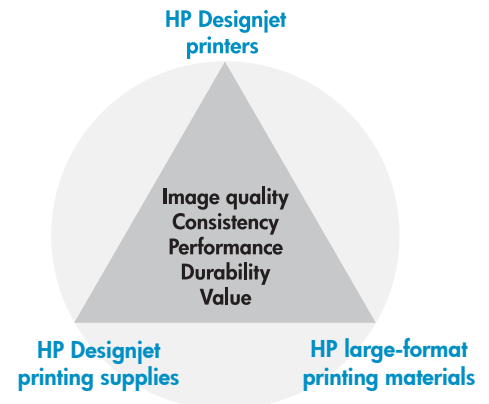 HP Designjet
printers
Image quality
Consistency
Performance
Durability
Value
HP Designjet
printing supplies
HP large-format
printing materials